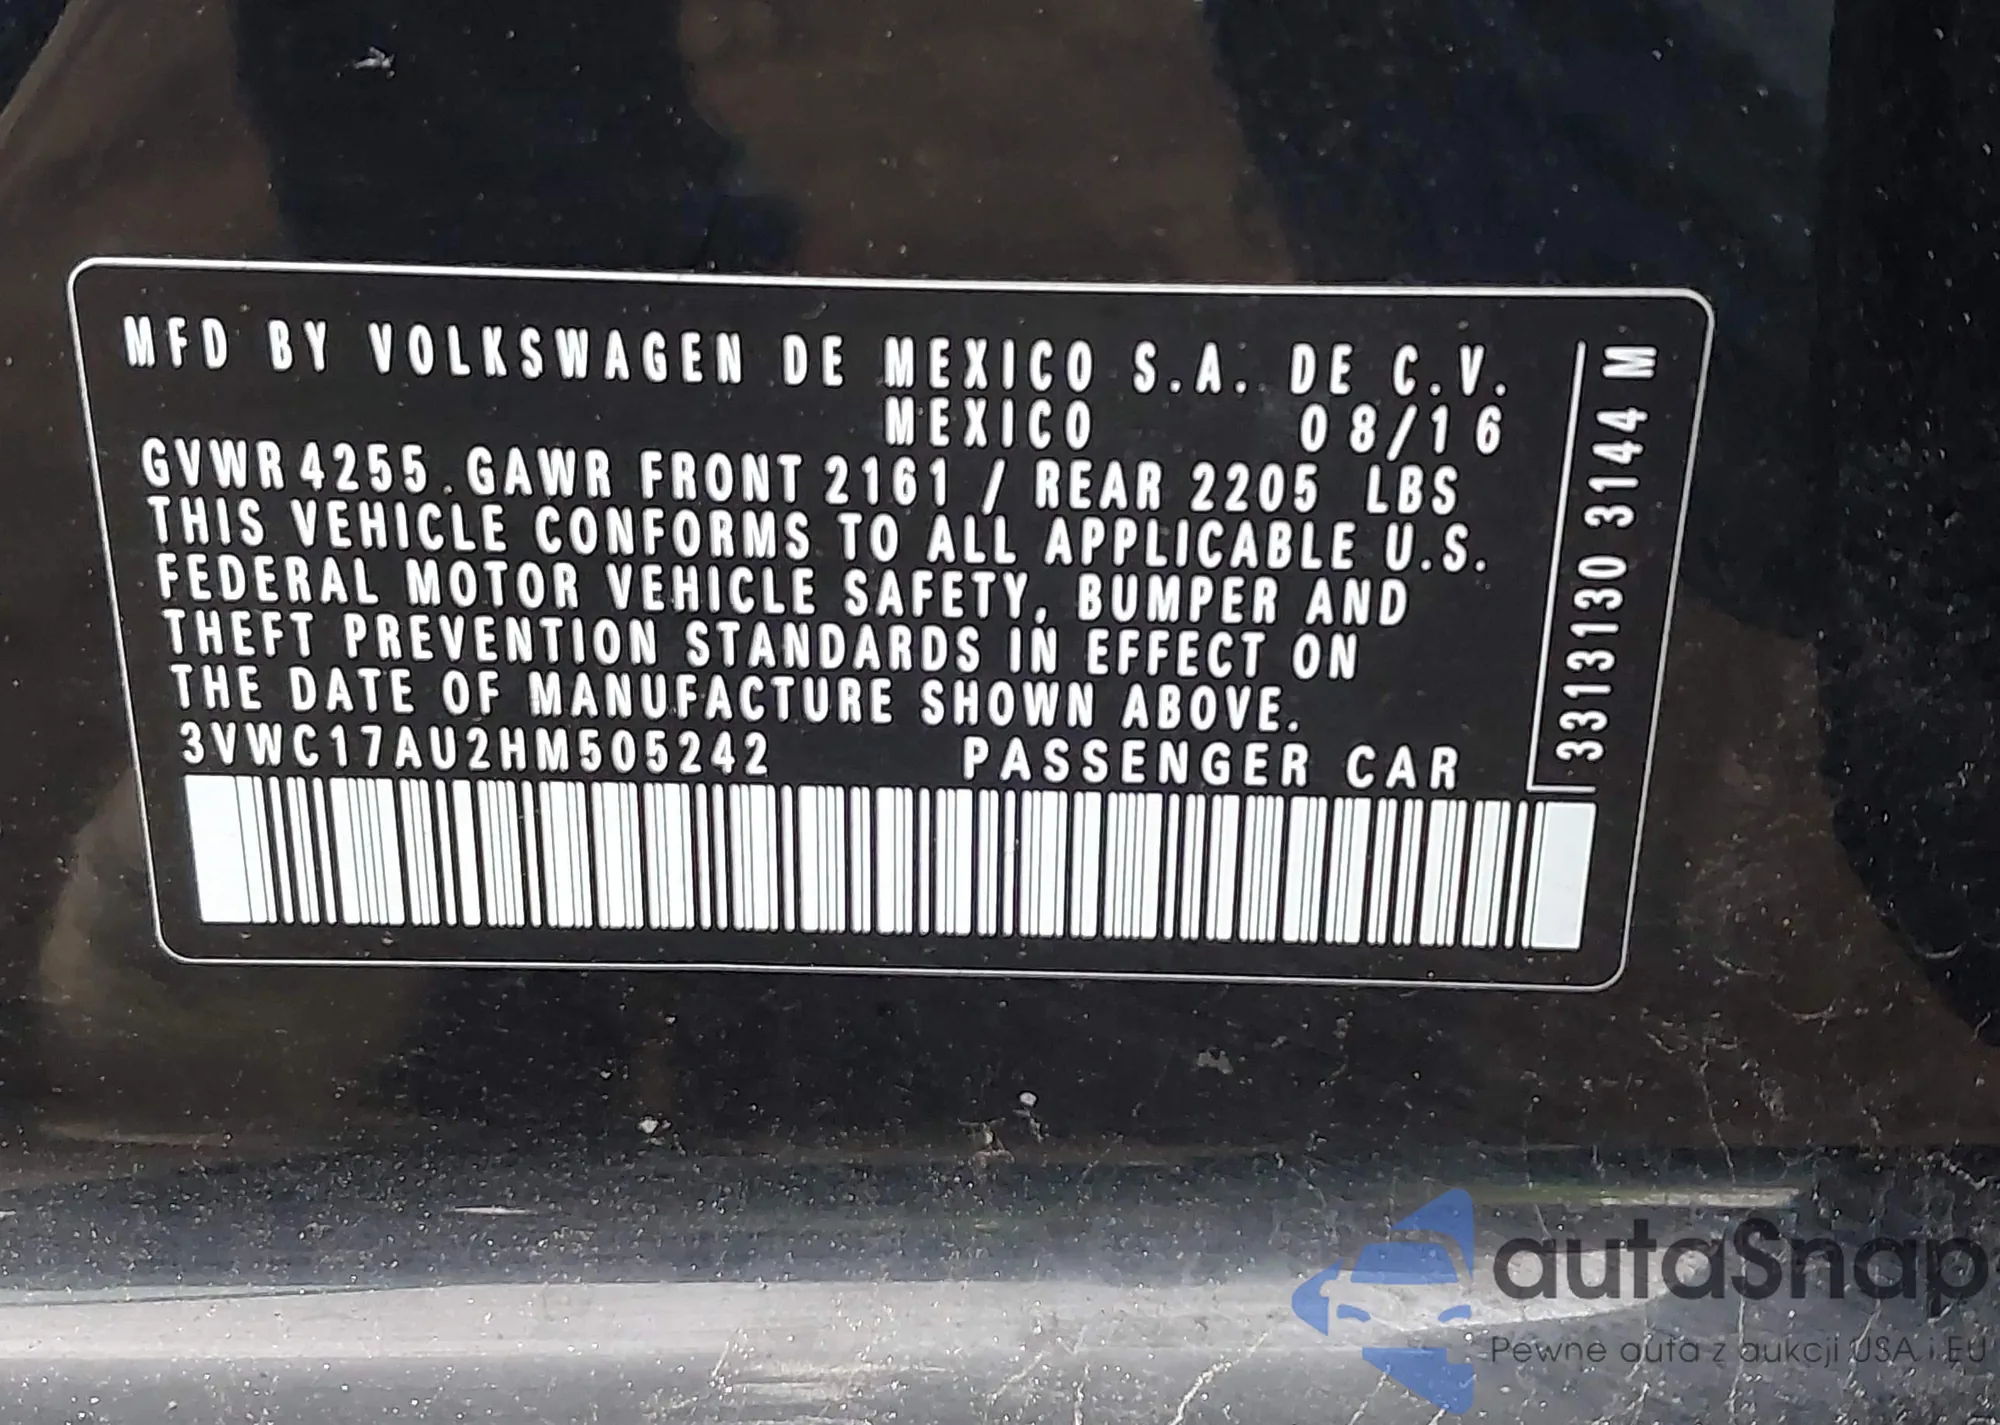 MFD BY VOLKSWAGEN DE MEXICO S.A. DE C.V.
MEXICO 08/16
GVWR 4255. GAWR FRONT 2161 / REAR 2205 LBS
THIS VEHICLE CONFORMS TO ALL APPLICABLE U.S.
FEDERAL MOTOR VEHICLE SAFETY, BUMPER AND
THEFT PREVENTION STANDARDS IN EFFECT ON
THE DATE OF MANUFACTURE SHOWN ABOVE.
3VWC17AU2HM505242 PASSENGER CAR
3313130 3144 M
autaSnap
Pewne auta z aukcji USA i EU